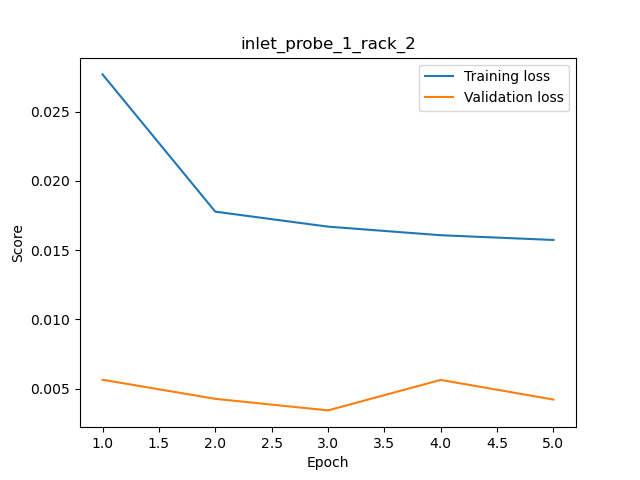 inlet_probe_1_rack_2
Training loss
Validation loss
0.025
0.020
0.015
0.010
0.005
Score
1.0 1.5 2.0 2.5 3.0 3.5 4.0 4.5 5.0
Epoch